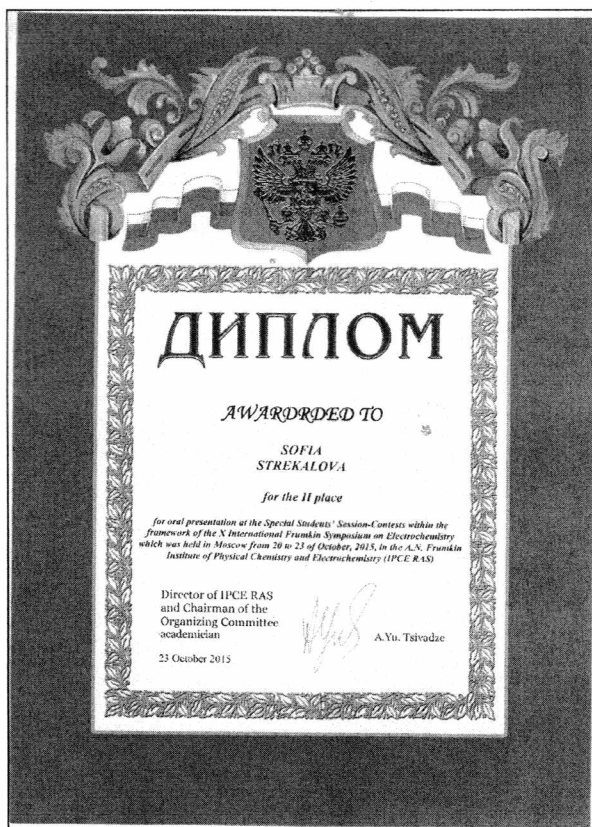 ДИПЛОМ
AWARDRDED TO
SOFIA
STREKALOVA
for the II place
for oral presentation at the Special Students' Session-Contests within the
framework of the X International Frumkin Symposium on Electrochemistry
which was held in Moscow from 20 to 23 of October, 2015, in the A.N. Frumkin
Institute of Physical Chemistry and Electrochemistry (IPCE RAS)
Director of IPCE RAS
and Chairman of the
Organizing Committee
academician
A.Yu. Tsivadze
23 October 2015